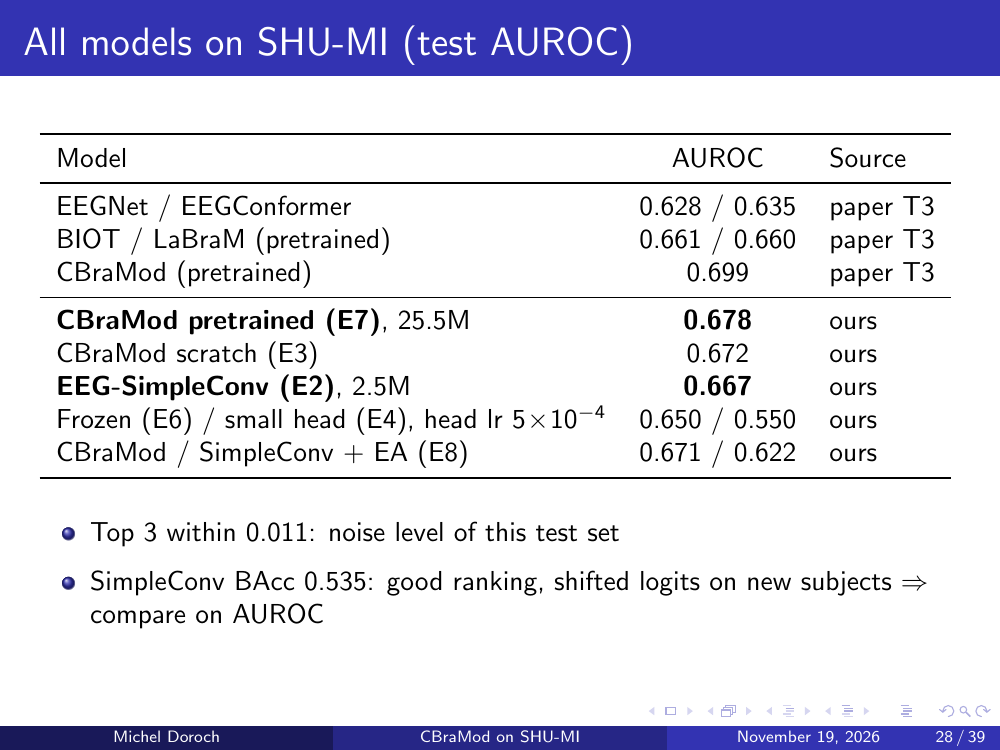 All models on SHU-MI (test AUROC)
Model AUROC Source
EEGNet / EEGConformer 0.628 / 0.635 paper T3
BIOT / LaBraM (pretrained) 0.661 / 0.660 paper T3
CBraMod (pretrained) 0.699 paper T3
CBraMod pretrained (E7), 25.5M 0.678 ours
CBraMod scratch (E3) 0.672 ours
EEG-SimpleConv (E2), 2.5M 0.667 ours
Frozen (E6) / small head (E4), head lr 5×10⁻⁴ 0.650 / 0.550 ours
CBraMod / SimpleConv + EA (E8) 0.671 / 0.622 ours
Top 3 within 0.011: noise level of this test set
SimpleConv BAcc 0.535: good ranking, shifted logits on new subjects ⇒
compare on AUROC
Michel Doroch CBraMod on SHU-MI November 19, 2026 28 / 39